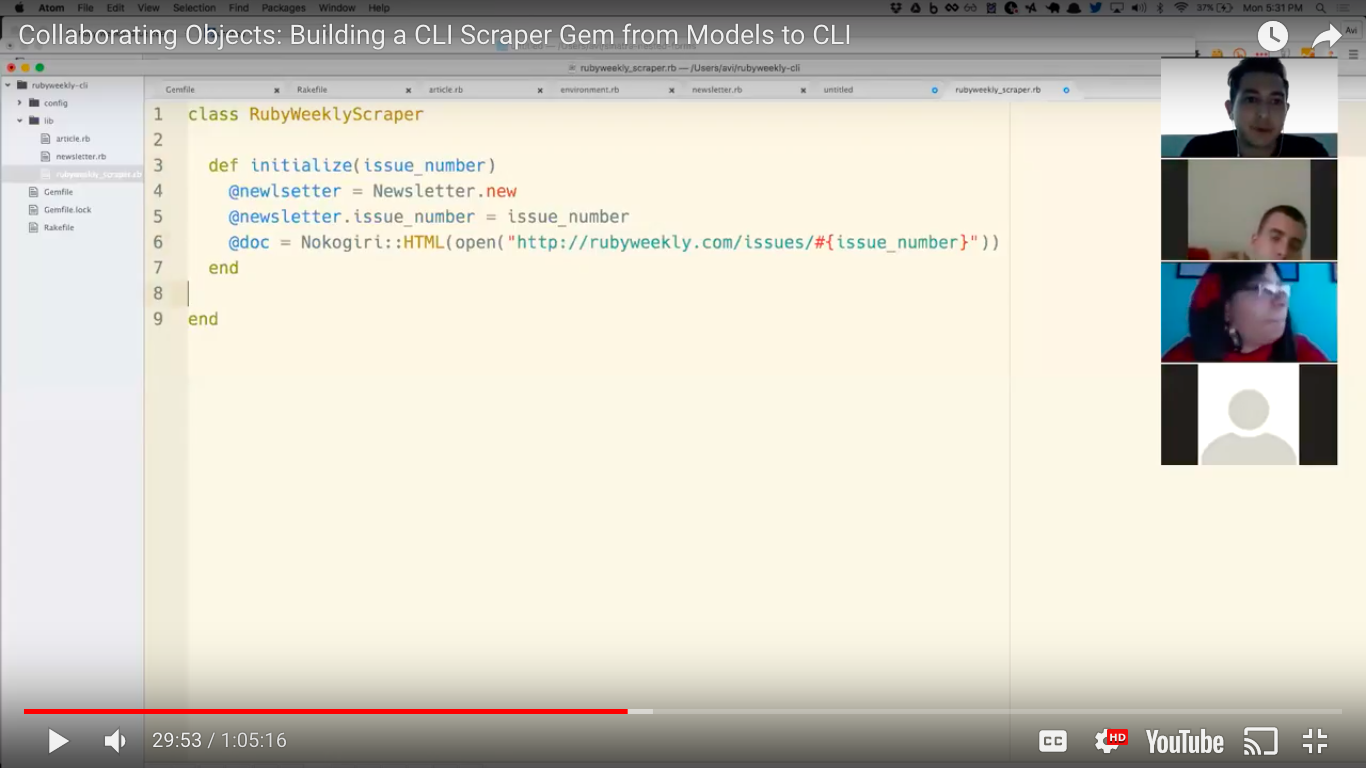 Atom File Edit View Selection Find Packages Window Help 37% Mon 5:31 PM
Collaborating Objects: Building a CLI Scraper Gem from Models to CLI
Avi
rubyweekly_scraper.rb — /Users/avi/rubyweekly-cli
rubyweekly-cli
config
lib
article.rb
newsletter.rb
rubyweekly_scraper.rb
Gemfile
Gemfile.lock
Rakefile
Gemfile Rakefile article.rb environment.rb newsletter.rb untitled rubyweekly_scraper.rb
1 class RubyWeeklyScraper
2
3 def initialize(issue_number)
4 @newlsetter = Newsletter.new
5 @newsletter.issue_number = issue_number
6 @doc = Nokogiri::HTML(open("http://rubyweekly.com/issues/#{issue_number}"))
7 end
8
9 end
29:53 / 1:05:16 CC HD YouTube